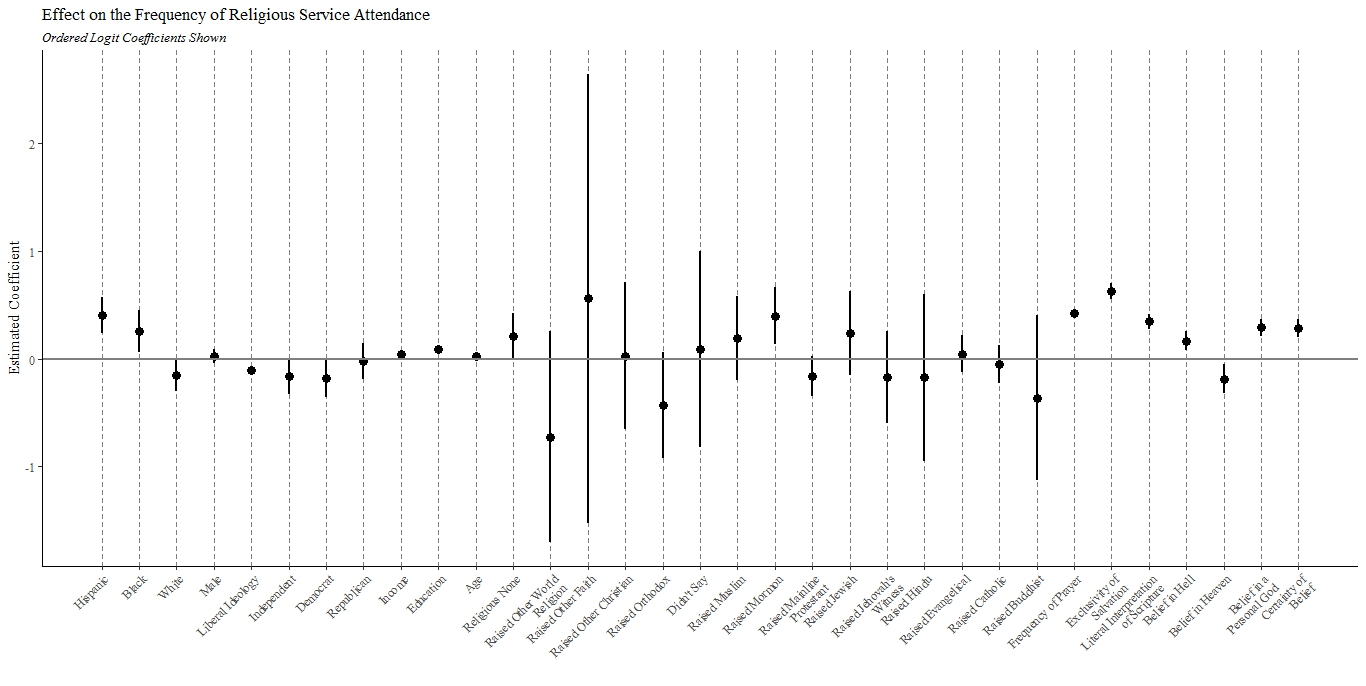 Effect on the Frequency of Religious Service Attendance
Ordered Logit Coefficients Shown
Estimated Coefficient
2
1
0
-1
Hispanic
Black
White
Male
Liberal Ideology
Independent
Democrat
Republican
Income
Education
Age
Religious None
Raised Other World
Religion
Raised Other Faith
Raised Other Christian
Raised Orthodox
Didn't Say
Raised Muslim
Raised Mormon
Raised Mainline
Protestant
Raised Jewish
Raised Jehovah's
Witness
Raised Hindu
Raised Evangelical
Raised Catholic
Raised Buddhist
Frequency of Prayer
Exclusivity of
Salvation
Literal Interpretation
of Scripture
Belief in Hell
Belief in Heaven
Belief in a
Personal God
Certainty of
Belief